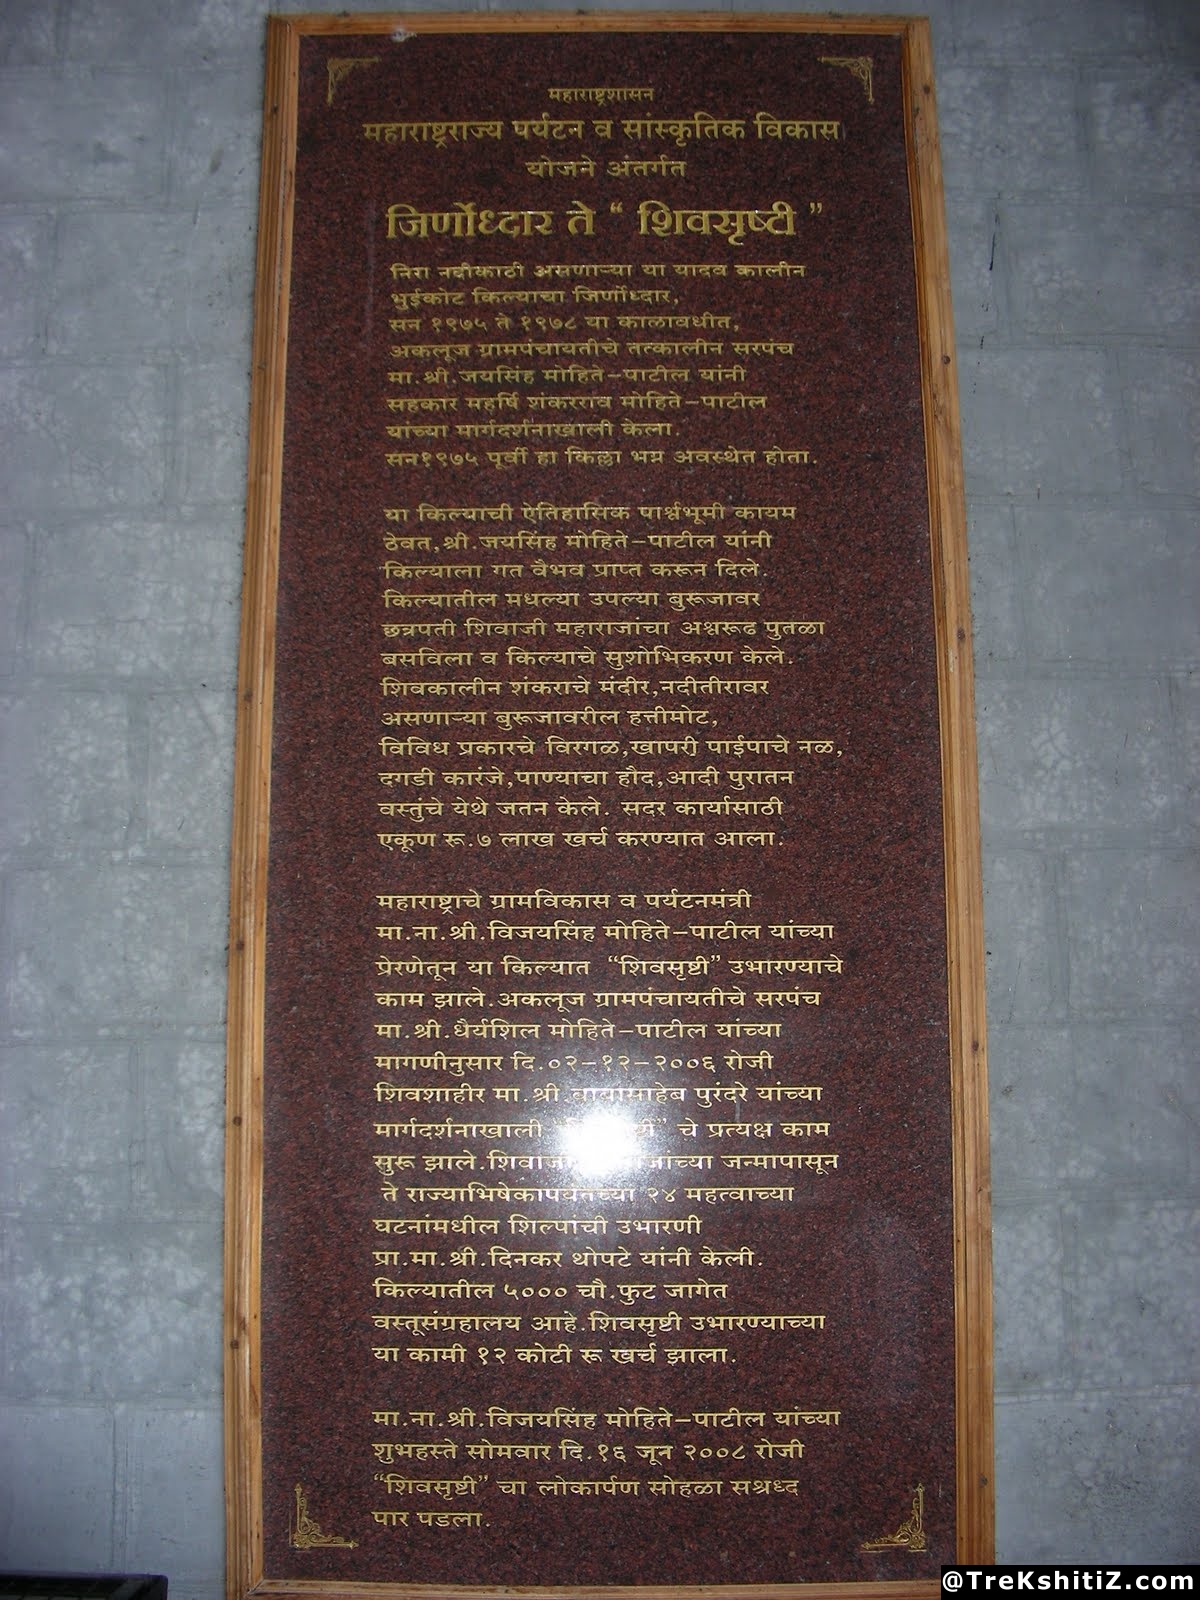 महाराष्ट्रशासन
महाराष्ट्रराज्य पर्यटन व सांस्कृतिक विकास
योजने अंतर्गत
जिर्णोध्दार ते “ शिवसृष्टी ”
निरा नदीकाठी असणाऱ्या या यादव कालीन
भुईकोट किल्याचा जिर्णोध्दार,
सन १९७५ ते १९७८ या कालावधीत,
अकलूज ग्रामपंचायतीचे तत्कालीन सरपंच
मा.श्री.जयसिंह मोहिते–पाटील यांनी
सहकार महर्षि शंकरराव मोहिते–पाटील
यांच्या मार्गदर्शनाखाली केला.
सन१९७५ पूर्वी हा किल्ला भग्न अवस्थेत होता.
या किल्याची ऐतिहासिक पार्श्वभूमी कायम
ठेवत,श्री.जयसिंह मोहिते–पाटील यांनी
किल्याला गत वैभव प्राप्त करून दिले.
किल्यातील मधल्या उपल्या बुरूजावर
छत्रपती शिवाजी महाराजांचा अश्वरूढ पुतळा
बसविला व किल्याचे सुशोभिकरण केले.
शिवकालीन शंकराचे मंदीर,नदीतीरावर
असणाऱ्या बुरूजावरील हत्तीमोट,
विविध प्रकारचे विरगळ,खापरी पाईपाचे नळ,
दगडी कारंजे,पाण्याचा हौद,आदी पुरातन
वस्तुंचे येथे जतन केले. सदर कार्यासाठी
एकूण रू.७ लाख खर्च करण्यात आला.
महाराष्ट्राचे ग्रामविकास व पर्यटनमंत्री
मा.ना.श्री.विजयसिंह मोहिते–पाटील यांच्या
प्रेरणेतून या किल्यात “शिवसृष्टी” उभारण्याचे
काम झाले.अकलूज ग्रामपंचायतीचे सरपंच
मा.श्री.धैर्यशिल मोहिते–पाटील यांच्या
मागणीनुसार दि.०२–१२–२००६ रोजी
शिवशाहीर मा.श्री.बाबासाहेब पुरंदरे यांच्या
मार्गदर्शनाखाली चे प्रत्यक्ष काम
सुरू झाले. जन्मापासून
ते राज्याभिषेकापर्यंतच्या २४ महत्वाच्या
घटनांमधील शिल्पांची उभारणी
प्रा.मा.श्री.दिनकर थोपटे यांनी केली.
किल्यातील ५००० चौ.फुट जागेत
वस्तूसंग्रहालय आहे.शिवसृष्टी उभारण्याच्या
या कामी १२ कोटी रू खर्च झाला.
मा.ना.श्री.विजयसिंह मोहिते–पाटील यांच्या
शुभहस्ते सोमवार दि.१६ जून २००८ रोजी
“शिवसृष्टी” चा लोकार्पण सोहळा सश्रध्द
पार पडला.
@TreKshitiZ.com